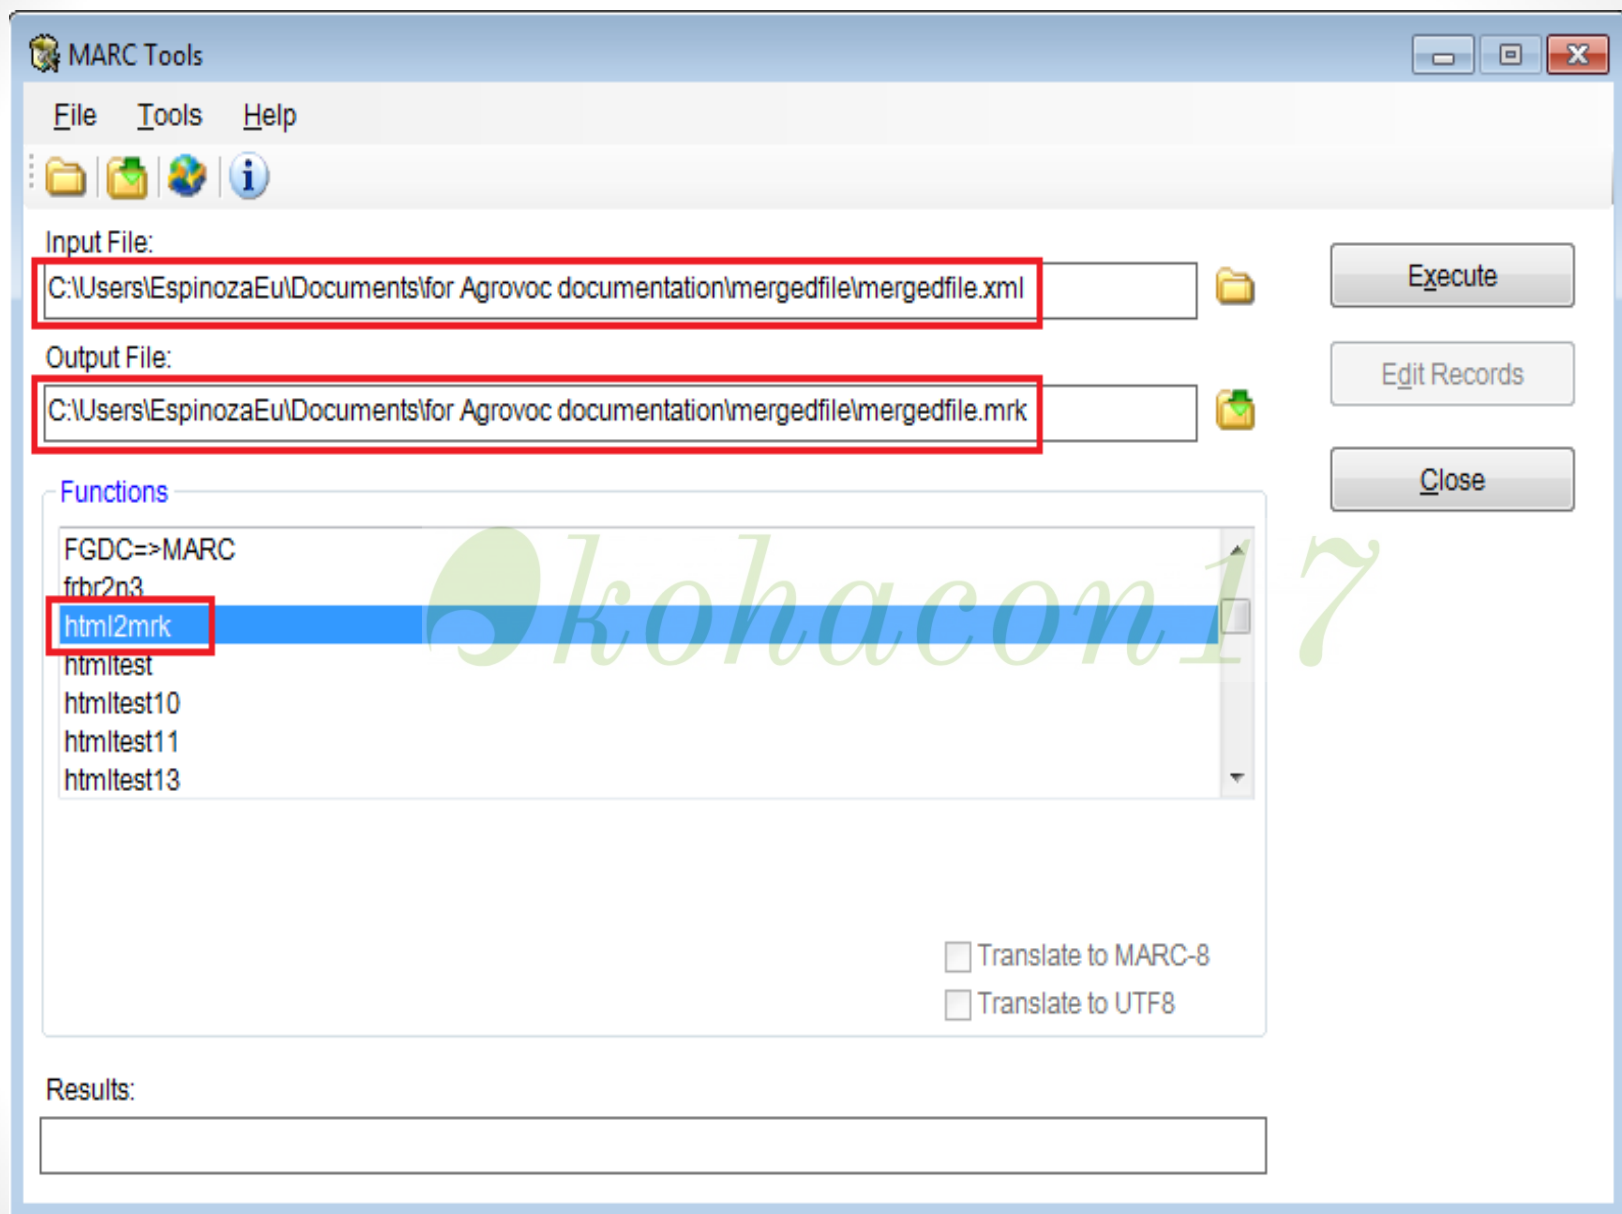 MARC Tools
File Tools Help
Input File:
C:\Users\EspinozaEu\Documents\for Agrovoc documentation\mergedfile\mergedfile.xml
Execute
Output File:
C:\Users\EspinozaEu\Documents\for Agrovoc documentation\mergedfile\mergedfile.mrk
Edit Records
Close
Functions
FGDC=>MARC
frbr2n3
html2mrk
htmltest
htmltest10
htmltest11
htmltest13
kohacon17
Translate to MARC-8
Translate to UTF8
Results: